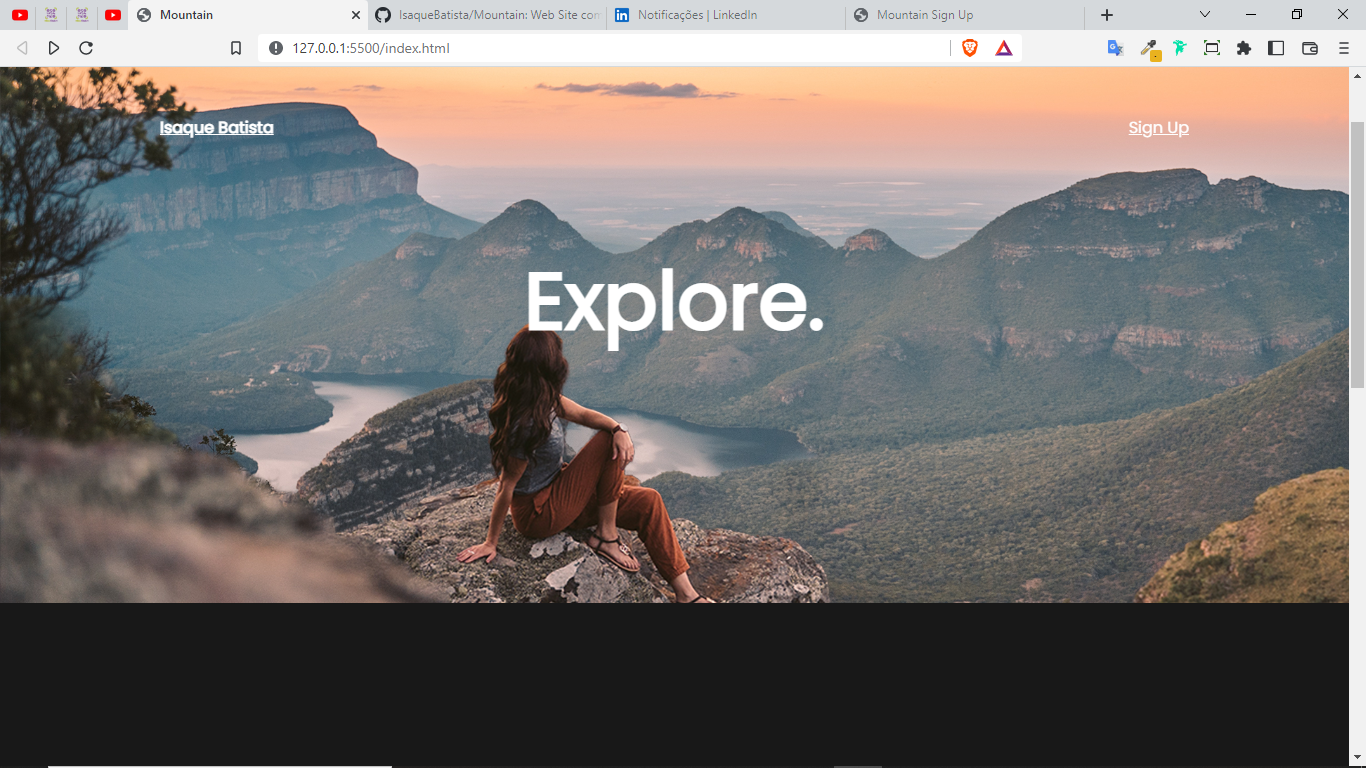 Mountain
IsaqueBatista/Mountain: Web Site con
Notificações | LinkedIn
Mountain Sign Up
127.0.0.1:5500/index.html
Isaque Batista
Sign Up
Explore.